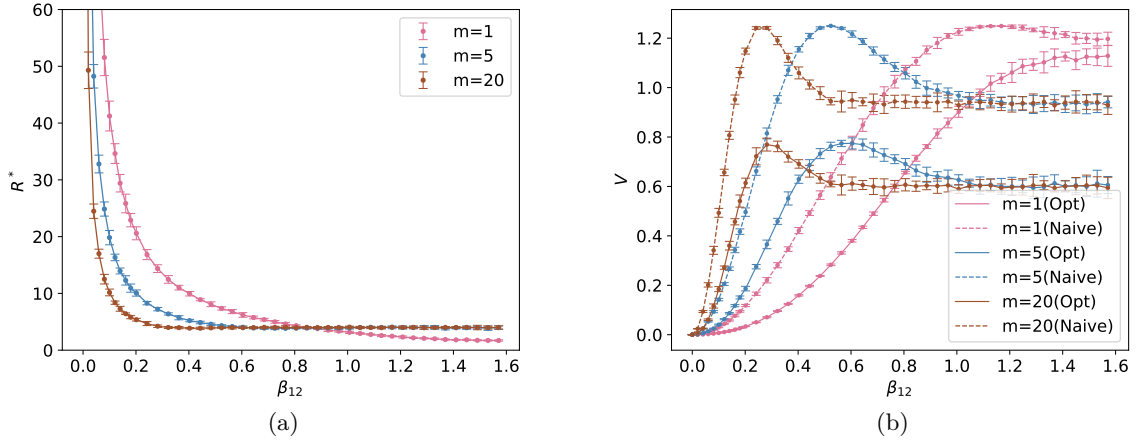 R*
60
50
40
30
20
10
0
m=1
m=5
m=20
0.0 0.2 0.4 0.6 0.8 1.0 1.2 1.4 1.6
β₁₂
(a)
V
1.2
1.0
0.8
0.6
0.4
0.2
0.0
m=1(Opt)
m=1(Naive)
m=5(Opt)
m=5(Naive)
m=20(Opt)
m=20(Naive)
0.0 0.2 0.4 0.6 0.8 1.0 1.2 1.4 1.6
β₁₂
(b)